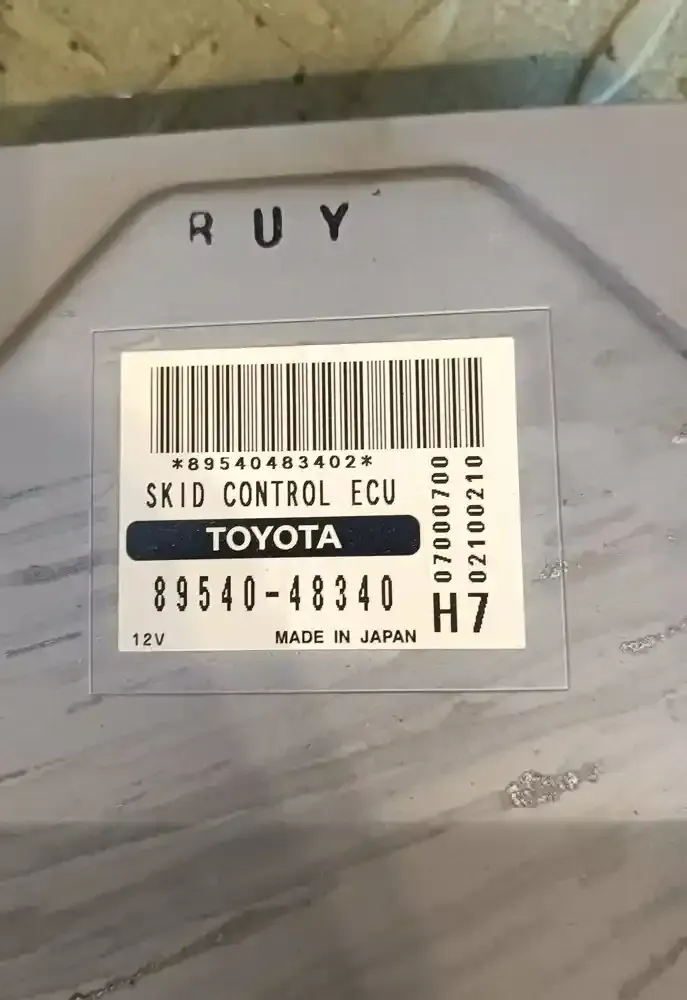 RUY
*89540483402*
SKID CONTROL ECU
TOYOTA
89540-48340
12V MADE IN JAPAN
07000700
02100210
H7